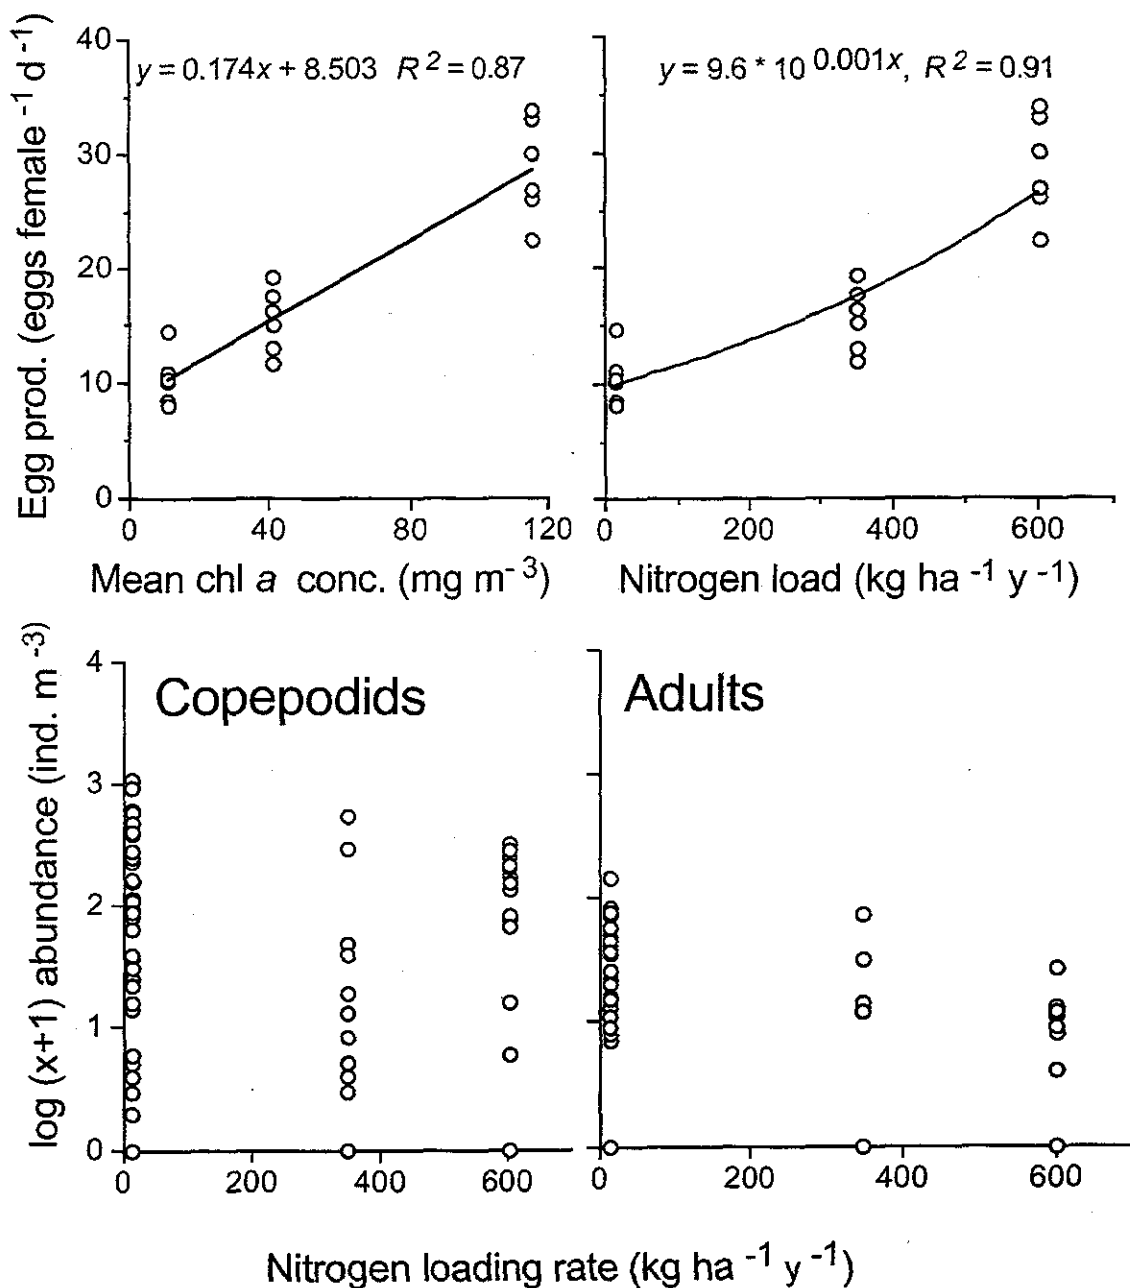 40
30
20
10
0
Egg prod. (eggs female -1 d -1)
y = 0.174x + 8.503 R 2 = 0.87
0 40 80 120
Mean chl a conc. (mg m- 3)
y = 9.6 * 10 0.001x, R 2 = 0.91
0 200 400 600
Nitrogen load (kg ha -1 y -1)
4
3
2
1
0
log (x+1) abundance (ind. m -3)
Copepodids
0 200 400 600
Adults
0 200 400 600
Nitrogen loading rate (kg ha -1 y -1)